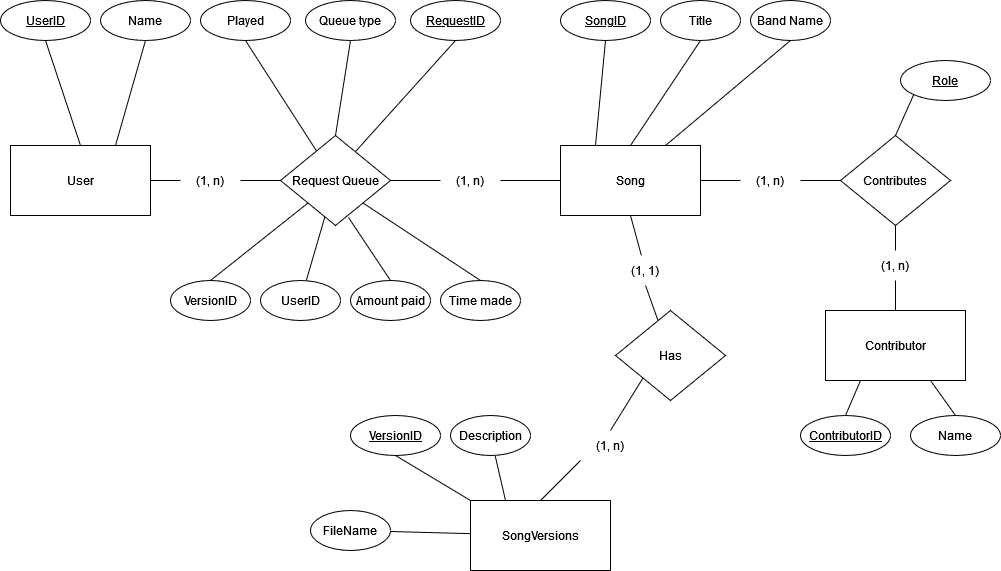 UserID
Name
Played
Queue type
RequestID
SongID
Title
Band Name
Role
User
(1, n)
Request Queue
(1, n)
Song
(1, n)
Contributes
(1, 1)
(1, n)
VersionID
UserID
Amount paid
Time made
Has
Contributor
VersionID
Description
(1, n)
ContributorID
Name
FileName
SongVersions